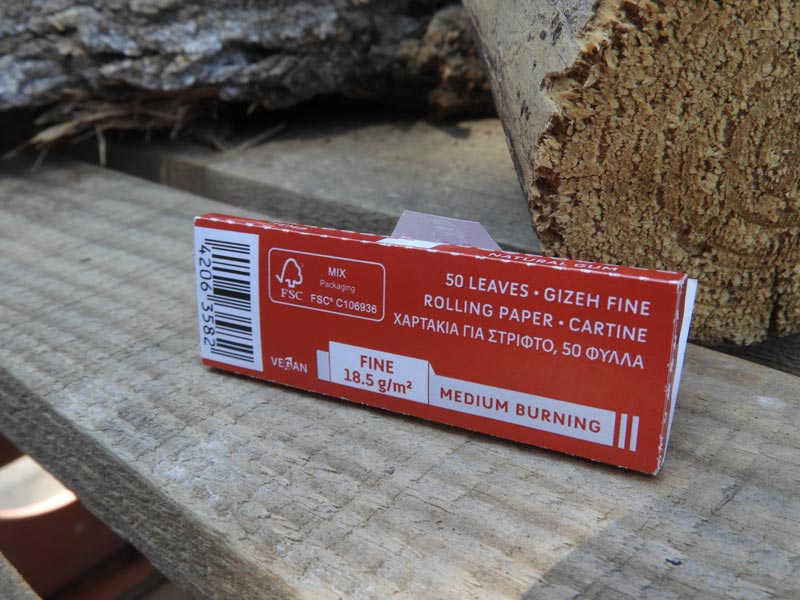 HEMP
NATURAL GUM
4206 3582
FSC
MIX
Packaging
FSC® C106936
50 LEAVES · GIZEH FINE
ROLLING PAPER · CARTINE
ΧΑΡΤΑΚΙΑ ΓΙΑ ΣΤΡΙΦΤΟ, 50 ΦΥΛΛΑ
VEGAN
FINE
18.5 g/m²
MEDIUM BURNING